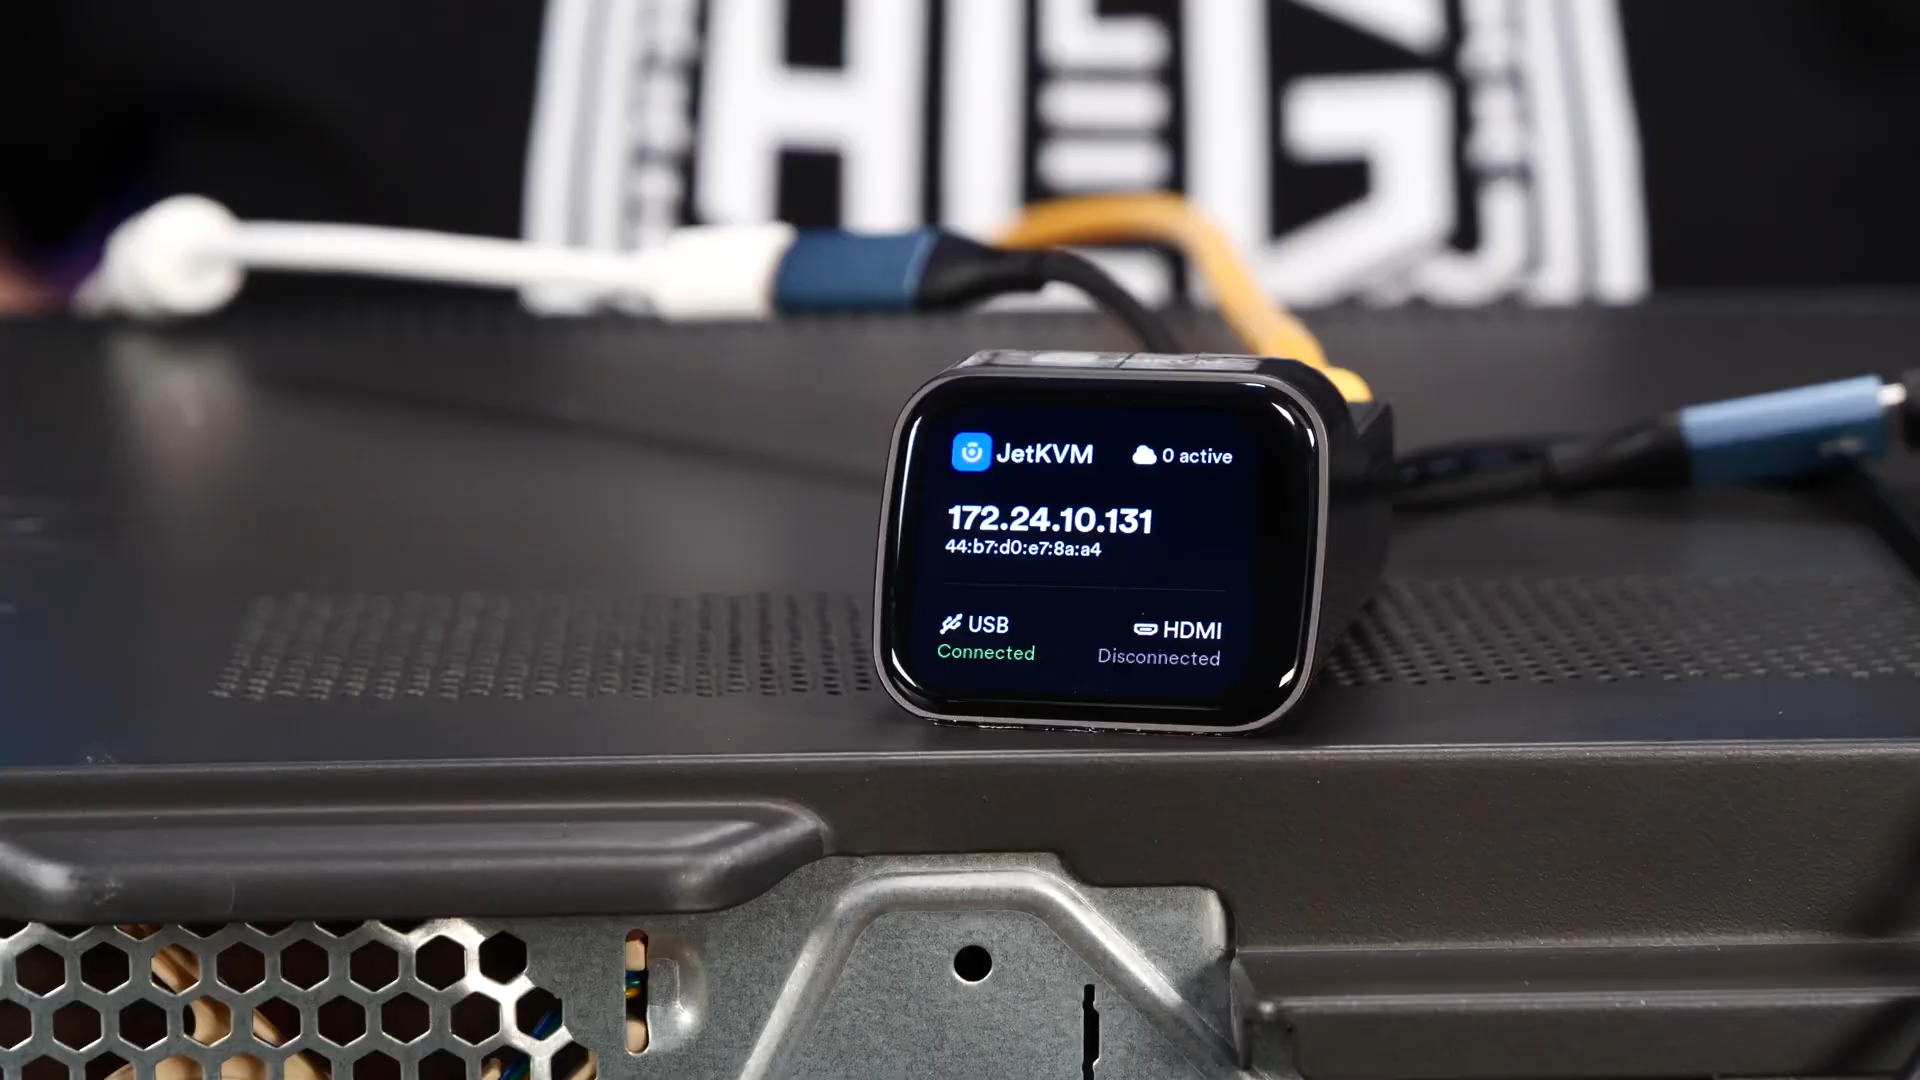 JetKVM
0 active
172.24.10.131
44:b7:d0:e7:8a:a4
USB
HDMI
Connected
Disconnected